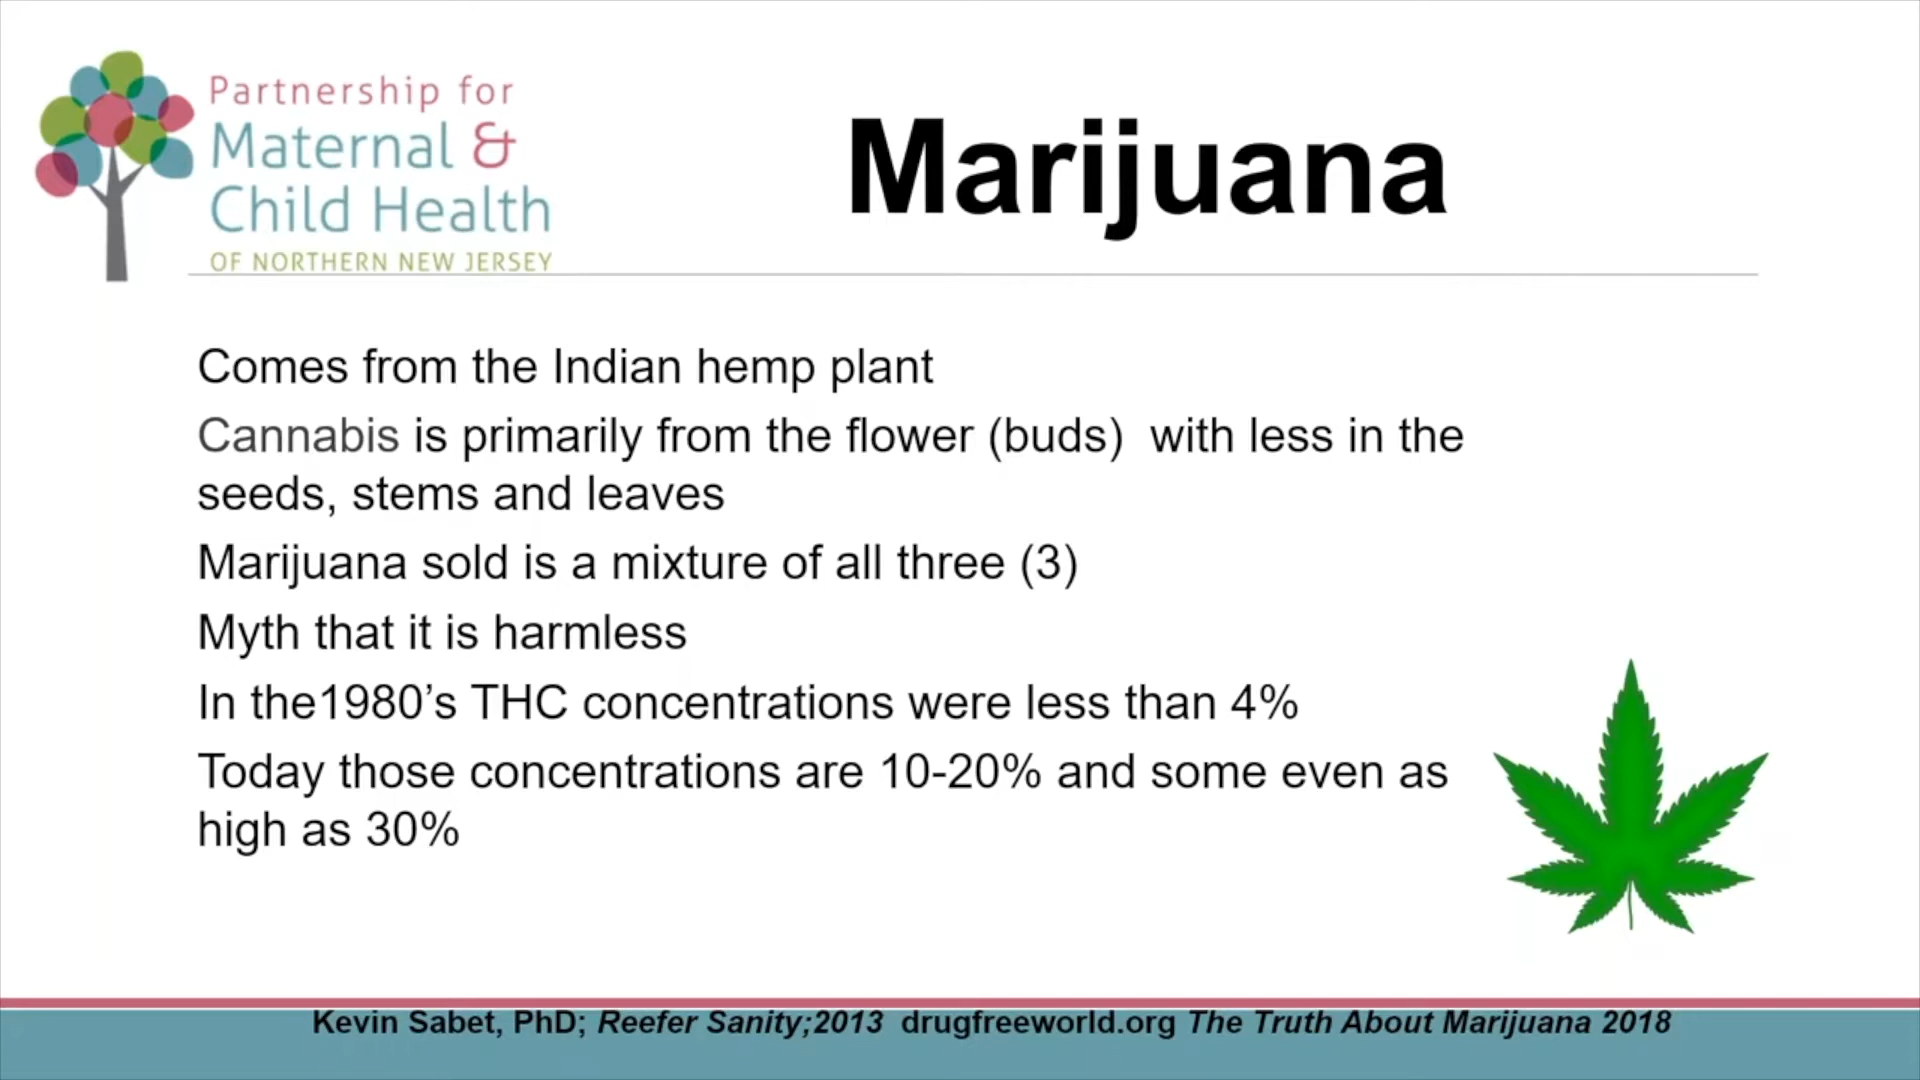 Partnership for
Maternal &
Child Health
OF NORTHERN NEW JERSEY
Marijuana
Comes from the Indian hemp plant
Cannabis is primarily from the flower (buds)  with less in the
seeds, stems and leaves
Marijuana sold is a mixture of all three (3)
Myth that it is harmless
In the1980’s THC concentrations were less than 4%
Today those concentrations are 10-20% and some even as
high as 30%
Kevin Sabet, PhD; Reefer Sanity;2013  drugfreeworld.org The Truth About Marijuana 2018